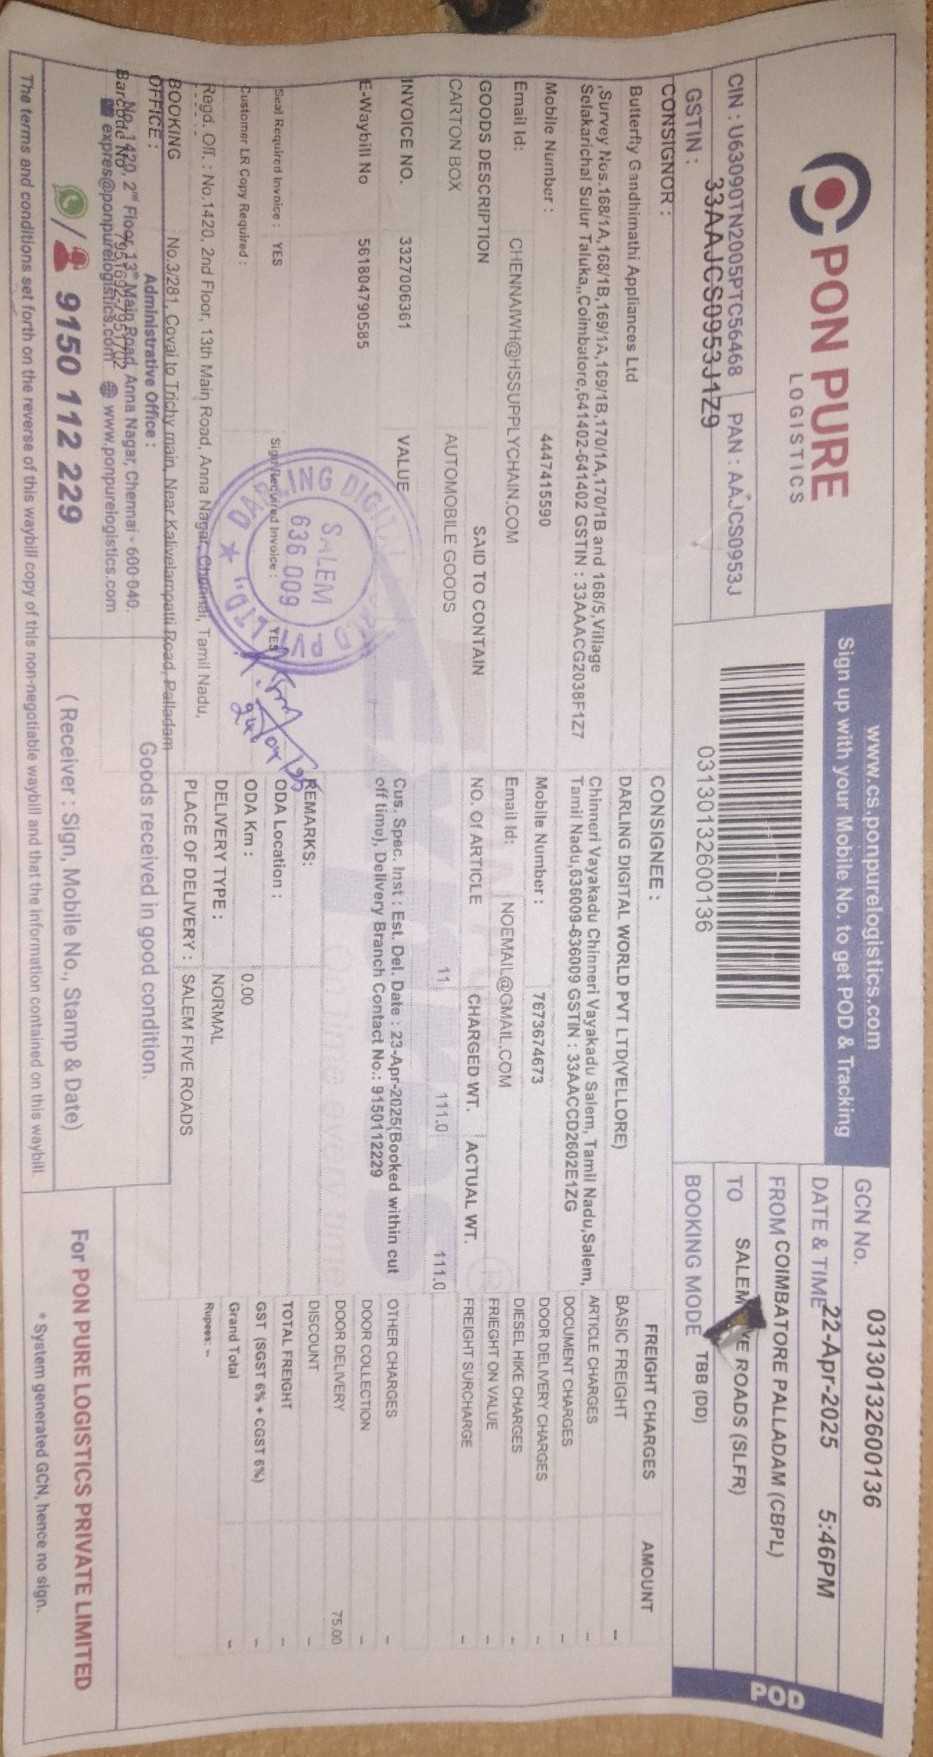 PON PURE
LOGISTICS
CIN : U63090TN2005PTC56468 PAN : AAJCS0953J
GSTIN : 33AAJCS0953J1Z9
www.cs.ponpurelogistics.com
Sign up with your Mobile No. to get POD & Tracking
03130132600136
GCN No. 03130132600136
DATE & TIME 22-Apr-2025 5:46PM
FROM COIMBATORE PALLADAM (CBPL)
TO SALEM VE ROADS (SLFR)
BOOKING MODE TBB (DD)
POD
CONSIGNOR :
Butterfly Gandhimathi Appliances Ltd
,Survey Nos.168/1A,168/1B,169/1A,169/1B,170/1A,170/1B and 168/5,Village
Selakarichal Sulur Taluka,,Coimbatore,641402-641402 GSTIN : 33AAACG2038F1Z7
Mobile Number : 4447415590
Email Id: CHENNAIWH@HSSUPPLYCHAIN.COM
CONSIGNEE :
DARLING DIGITAL WORLD PVT LTD(VELLORE)
Chinneri Vayakadu Chinneri Vayakadu Salem, Tamil Nadu,Salem,
Tamil Nadu,636009-636009 GSTIN : 33AACCD2602E1ZG
Mobile Number : 7673674673
Email Id: NOEMAIL@GMAIL.COM
GOODS DESCRIPTION SAID TO CONTAIN NO. Of ARTICLE CHARGED WT. ACTUAL WT.
CARTON BOX AUTOMOBILE GOODS 11 111.0 111.0
INVOICE NO. 3327006361 VALUE
E-Waybill No 561804790585
Cus. Spec. Inst : Est. Del. Date : 23-Apr-2025(Booked within cut
off time), Delivery Branch Contact No.: 9150112229
Seal Required Invoice : YES Sign Required Invoice : YES
Customer LR Copy Required :
REMARKS:
ODA Location :
ODA Km : 0.00
DELIVERY TYPE : NORMAL
PLACE OF DELIVERY : SALEM FIVE ROADS
FREIGHT CHARGES AMOUNT
BASIC FREIGHT –
ARTICLE CHARGES
DOCUMENT CHARGES –
DOOR DELIVERY CHARGES –
DIESEL HIKE CHARGES –
FRIEGHT ON VALUE –
FREIGHT SURCHARGE –
OTHER CHARGES –
DOOR COLLECTION –
DOOR DELIVERY 75.00
DISCOUNT –
TOTAL FREIGHT –
GST (SGST 6% + CGST 6%) –
Grand Total –
Rupees: –
DARLING DIGITAL
PVT LTD
SALEM
636 009
Regd. Off. : No.1420, 2nd Floor, 13th Main Road, Anna Nagar, Chennai, Tamil Nadu,
BOOKING
OFFICE :
No.3/281, Covai to Trichy main, Near Kalivelampatti Road, Palladam
Administrative Office :
No. 1420, 2nd Floor, 13th Main Road, Anna Nagar, Chennai - 600 040.
Barcode No
expres@ponpurelogistics.com www.ponpurelogistics.com
/ 9150 112 229
Goods received in good condition.
( Receiver : Sign, Mobile No., Stamp & Date)
The terms and conditions set forth on the reverse of this waybill copy of this non-negotiable waybill and that the information contained on this waybill.
For PON PURE LOGISTICS PRIVATE LIMITED
* System generated GCN, hence no sign.